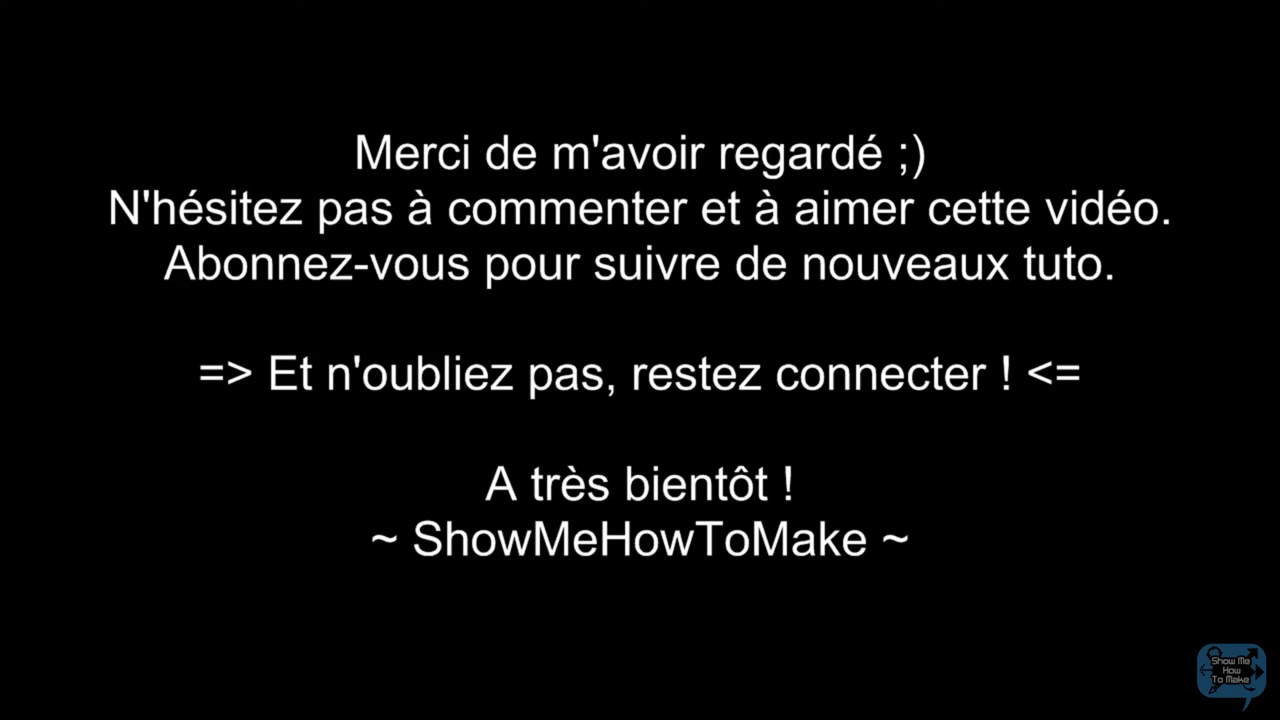 Merci de m'avoir regardé ;)
N'hésitez pas à commenter et à aimer cette vidéo.
Abonnez-vous pour suivre de nouveaux tuto.
=> Et n'oubliez pas, restez connecter ! <=
A très bientôt !
~ ShowMeHowToMake ~
Show Me
How
To Make